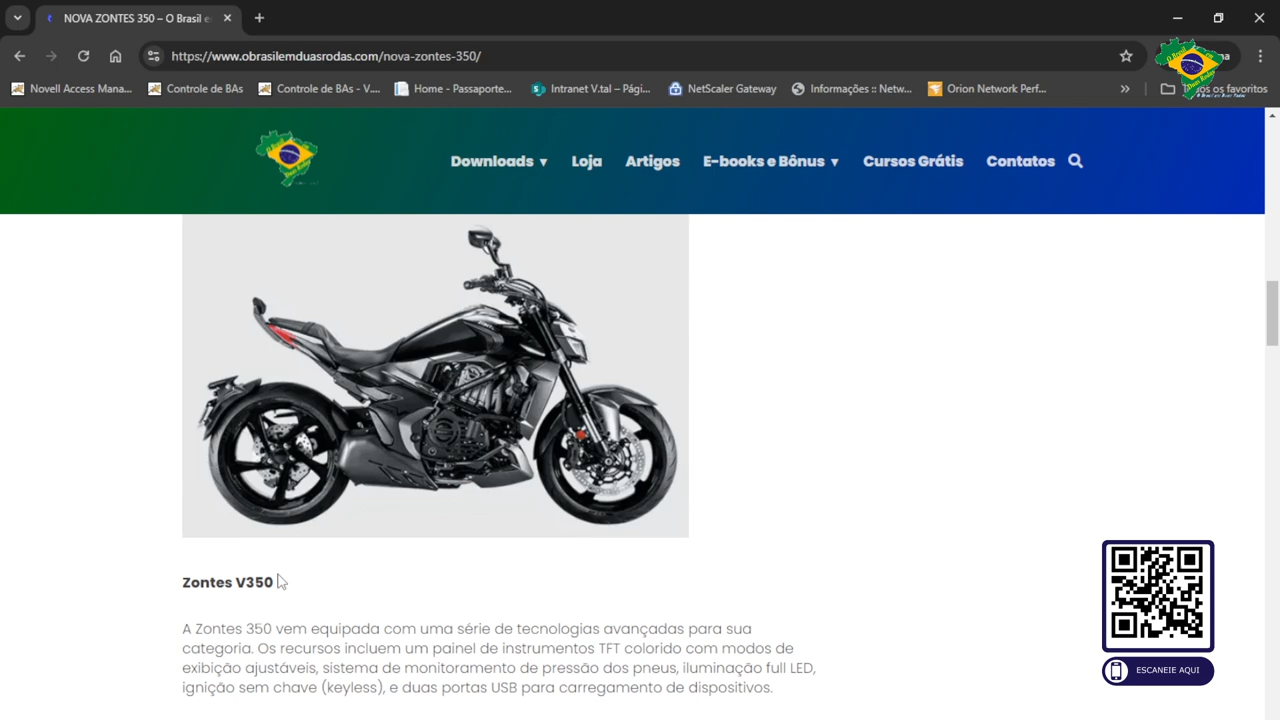 NOVA ZONTES 350 – O Brasil e
https://www.obrasilemduasrodas.com/nova-zontes-350/
Novell Access Mana...
Controle de BAs
Controle de BAs - V....
Home - Pasep...
Intranet V.tal – Pági...
NetScaler Gateway
Informações :: Netw...
Orion Network Perf...
Todos os favoritos
Downloads ▼
Loja
Artigos
E-books e Bônus ▼
Cursos Grátis
Contatos
Zontes V350
A Zontes 350 vem equipada com uma série de tecnologias avançadas para sua
categoria. Os recursos incluem um painel de instrumentos TFT colorido com modos de
exibição ajustáveis, sistema de monitoramento de pressão dos pneus, iluminação full LED,
ignição sem chave (keyless), e duas portas USB para carregamento de dispositivos.
ESCANEIE AQUI